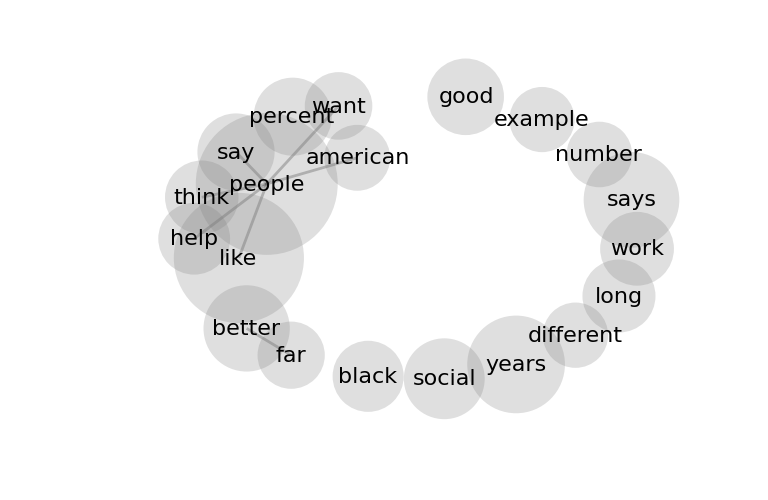 good
want
percent
example
say
number
american
people
think
says
help
work
like
long
better
different
far
years
black
social